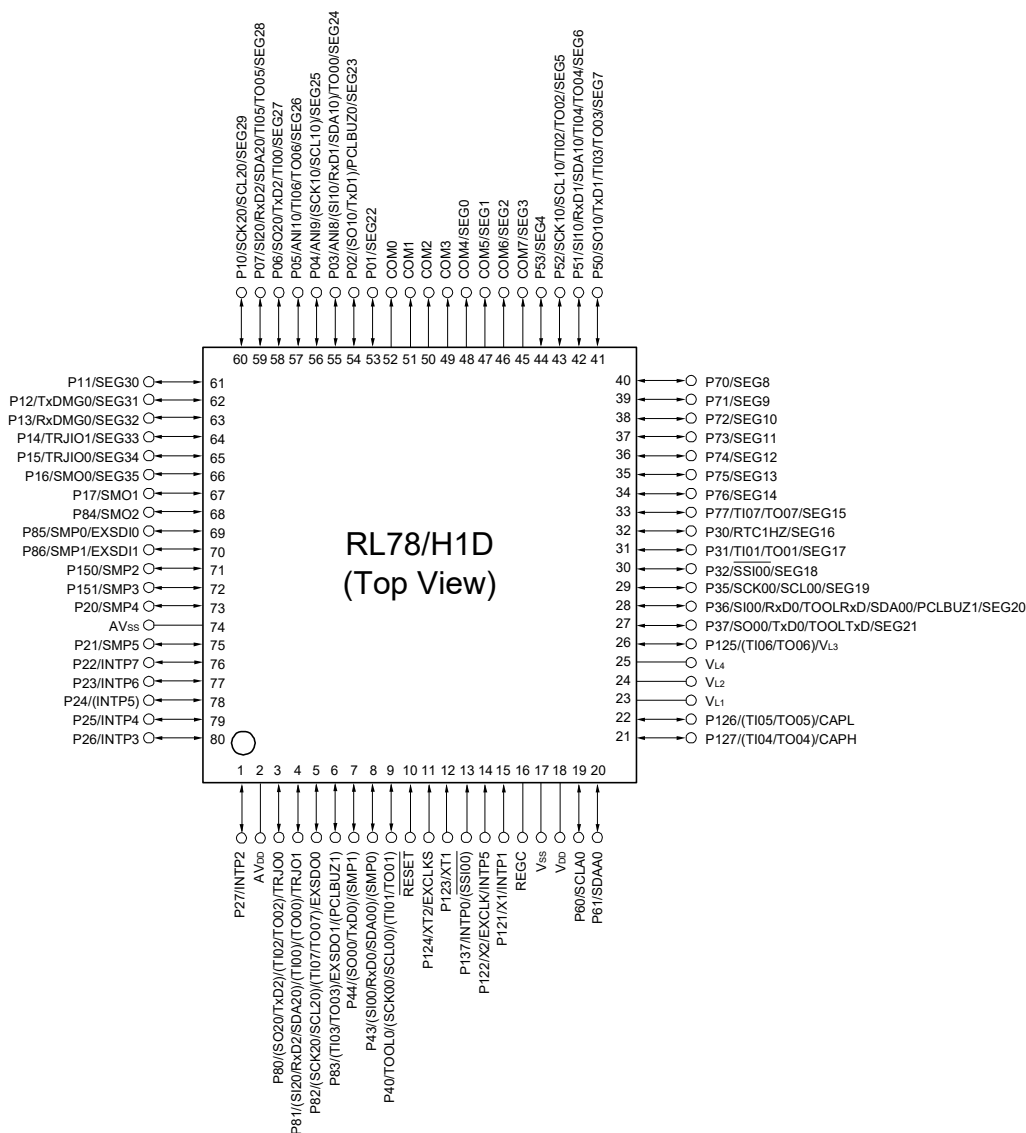 P10/SCK20/SCL20/SEG29
P07/SI20/RxD2/SDA20/TI05/TO05/SEG28
P06/SO20/TxD2/TI00/SEG27
P05/ANI10/TI06/TO06/SEG26
P04/ANI9/(SCK10/SCL10)/SEG25
P03/ANI8/(SI10/RxD1/SDA10)/TO00/SEG24
P02/(SO10/TxD1)/PCLBUZ0/SEG23
P01/SEG22
COM0
COM1
COM2
COM3
COM4/SEG0
COM5/SEG1
COM6/SEG2
COM7/SEG3
P53/SEG4
P52/SCK10/SCL10/TI02/TO02/SEG5
P51/SI10/RxD1/SDA10/TI04/TO04/SEG6
P50/SO10/TxD1/TI03/TO03/SEG7
60 59 58 57 56 55 54 53 52 51 50 49 48 47 46 45 44 43 42 41
P11/SEG30 61
P12/TxDMG0/SEG31 62
P13/RxDMG0/SEG32 63
P14/TRJIO1/SEG33 64
P15/TRJIO0/SEG34 65
P16/SMO0/SEG35 66
P17/SMO1 67
P84/SMO2 68
P85/SMP0/EXSDI0 69
P86/SMP1/EXSDI1 70
P150/SMP2 71
P151/SMP3 72
P20/SMP4 73
AVSS 74
P21/SMP5 75
P22/INTP7 76
P23/INTP6 77
P24/(INTP5) 78
P25/INTP4 79
P26/INTP3 80
RL78/H1D
(Top View)
40 P70/SEG8
39 P71/SEG9
38 P72/SEG10
37 P73/SEG11
36 P74/SEG12
35 P75/SEG13
34 P76/SEG14
33 P77/TI07/TO07/SEG15
32 P30/RTC1HZ/SEG16
31 P31/TI01/TO01/SEG17
30 P32/SSI00/SEG18
29 P35/SCK00/SCL00/SEG19
28 P36/SI00/RxD0/TOOLRxD/SDA00/PCLBUZ1/SEG20
27 P37/SO00/TxD0/TOOLTxD/SEG21
26 P125/(TI06/TO06)/VL3
25 VL4
24 VL2
23 VL1
22 P126/(TI05/TO05)/CAPL
21 P127/(TI04/TO04)/CAPH
1 2 3 4 5 6 7 8 9 10 11 12 13 14 15 16 17 18 19 20
P27/INTP2
AVDD
P80/(SO20/TxD2)/(TI02/TO02)/TRJO0
P81/(SI20/RxD2/SDA20)/(TI00)/(TO00)/TRJO1
P82/(SCK20/SCL20)/(TI07/TO07)/EXSDO0
P83/(TI03/TO03)/EXSDO1/(PCLBUZ1)
P44/(SO00/TxD0)/(SMP1)
P43/(SI00/RxD0/SDA00)/(SMP0)
P40/TOOL0/(SCK00/SCL00)/(TI01/TO01)
RESET
P124/XT2/EXCLKS
P123/XT1
P137/INTP0/(SSI00)
P122/X2/EXCLK/INTP5
P121/X1/INTP1
REGC
VSS
VDD
P60/SCLA0
P61/SDAA0